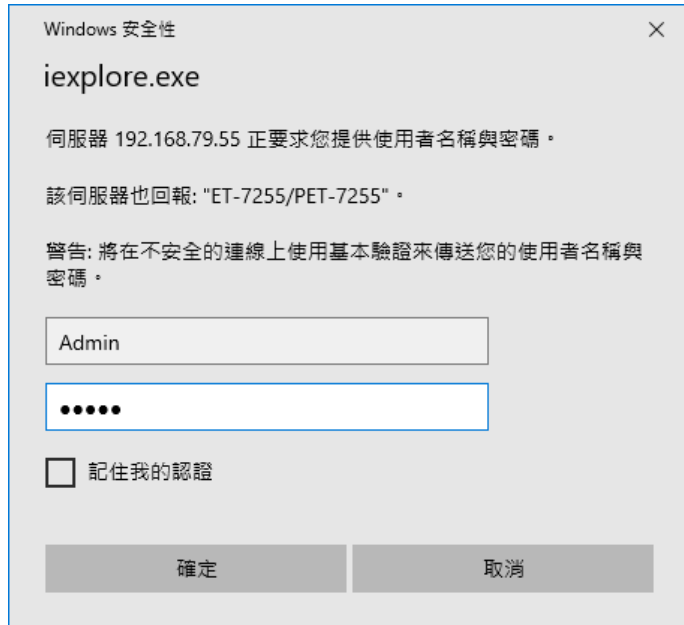 Windows 安全性
iexplore.exe
伺服器 192.168.79.55 正要求您提供使用者名稱與密碼。
該伺服器也回報: "ET-7255/PET-7255"。
警告: 將在不安全的連線上使用基本驗證來傳送您的使用者名稱與
密碼。
Admin
●●●●●
記住我的認證
確定
取消